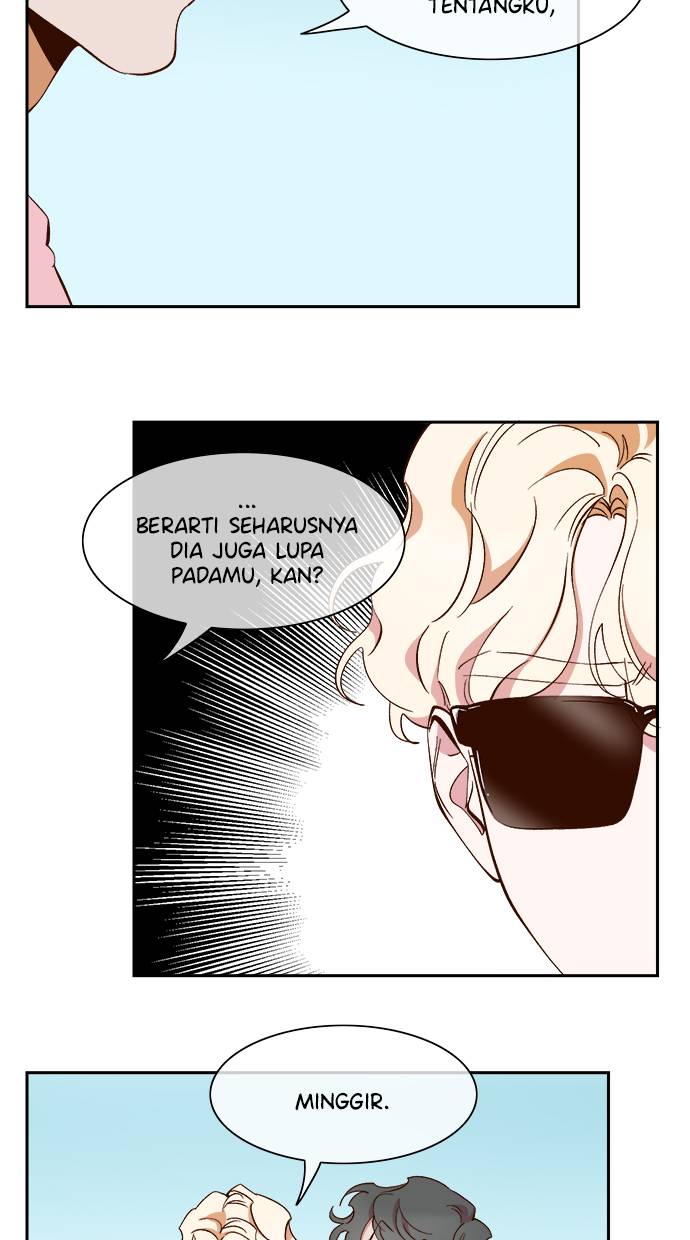 TENTANGKU,
...
BERARTI SEHARUSNYA
DIA JUGA LUPA
PADAMU, KAN?
MINGGIR.